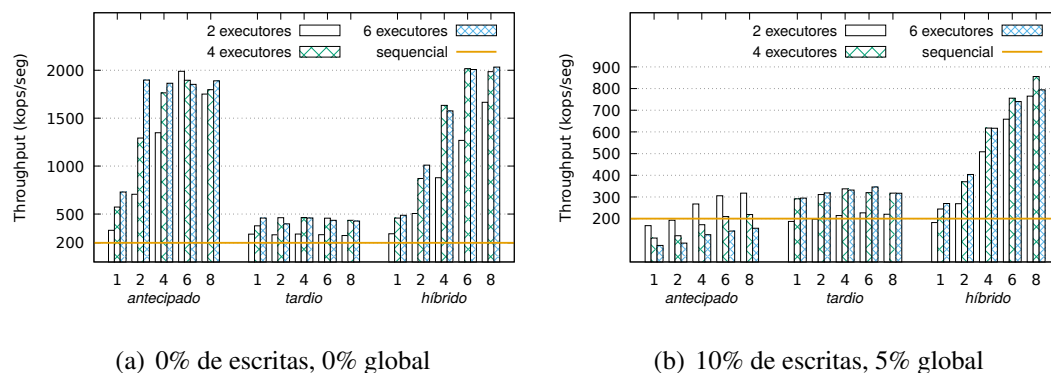 2 executores
6 executores
4 executores
sequencial
Throughput (kops/seg)
2000
1500
1000
500
200
1 2 4 6 8 1 2 4 6 8 1 2 4 6 8
antecipado tardio híbrido
(a) 0% de escritas, 0% global
2 executores
6 executores
4 executores
sequencial
Throughput (kops/seg)
900
800
700
600
500
400
300
200
1 2 4 6 8 1 2 4 6 8 1 2 4 6 8
antecipado tardio híbrido
(b) 10% de escritas, 5% global